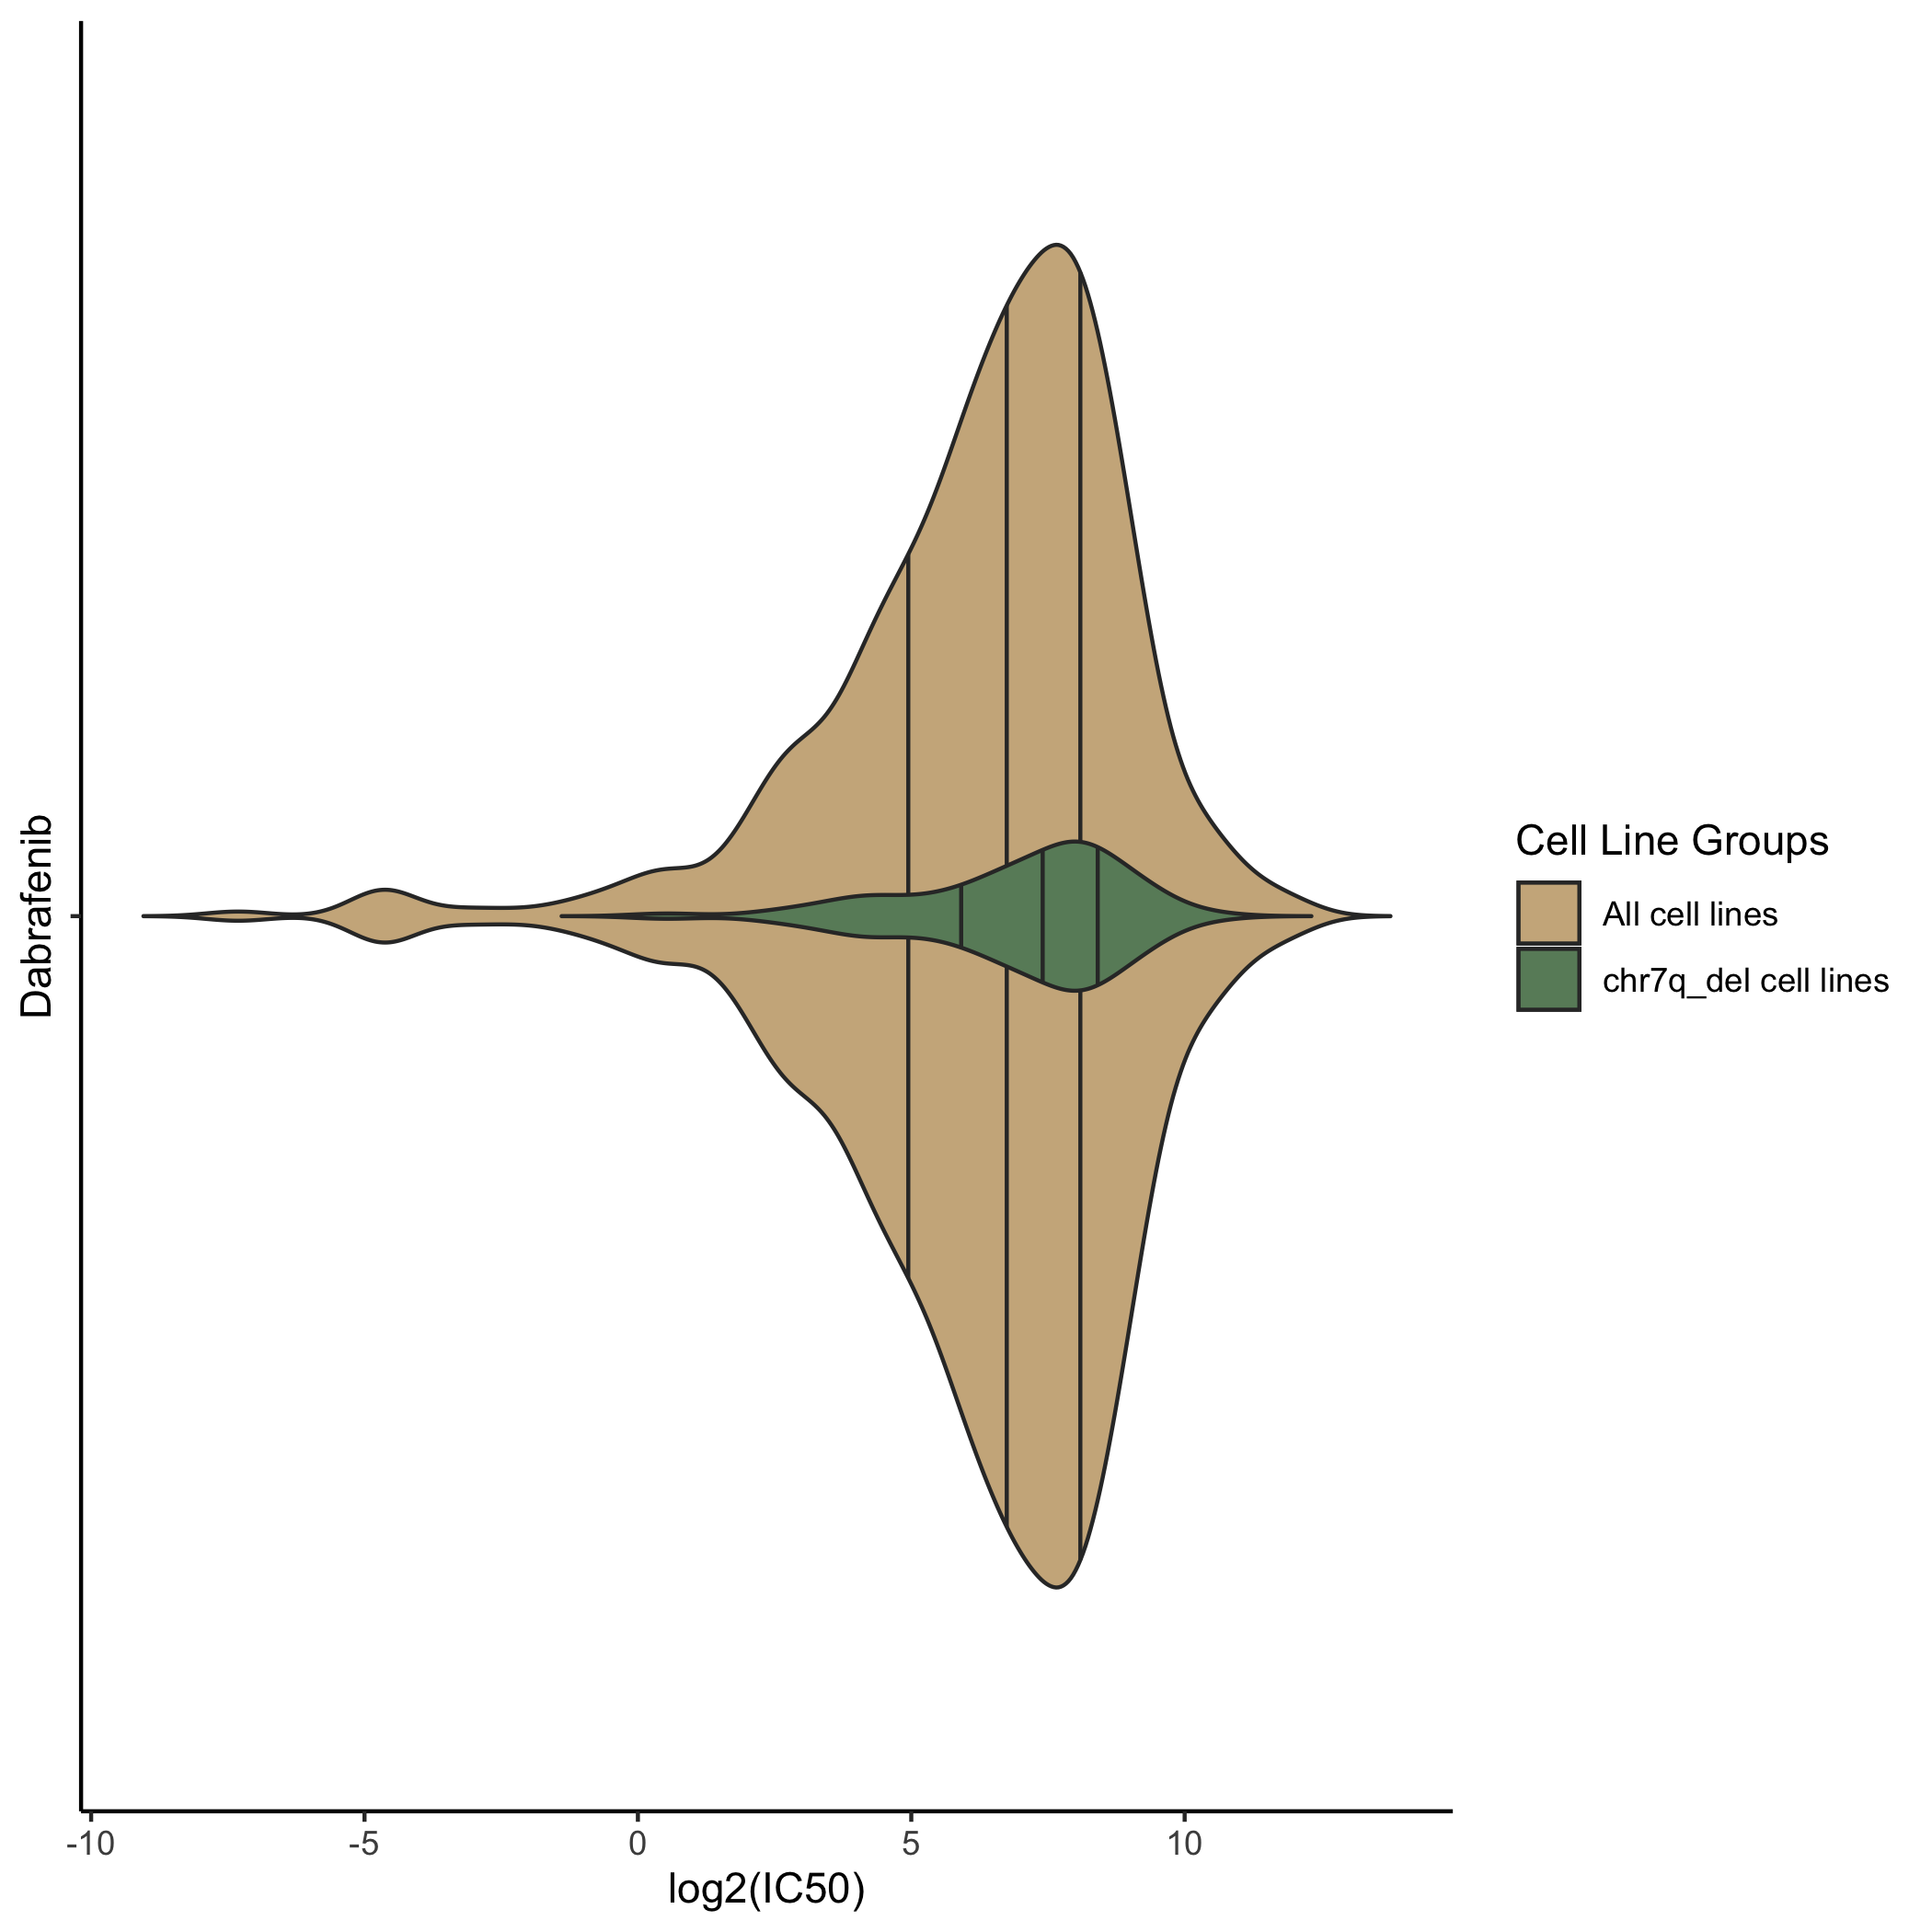 Dabrafenib
-10
-5
0
5
10
log2(IC50)
Cell Line Groups
All cell lines
chr7q_del cell lines